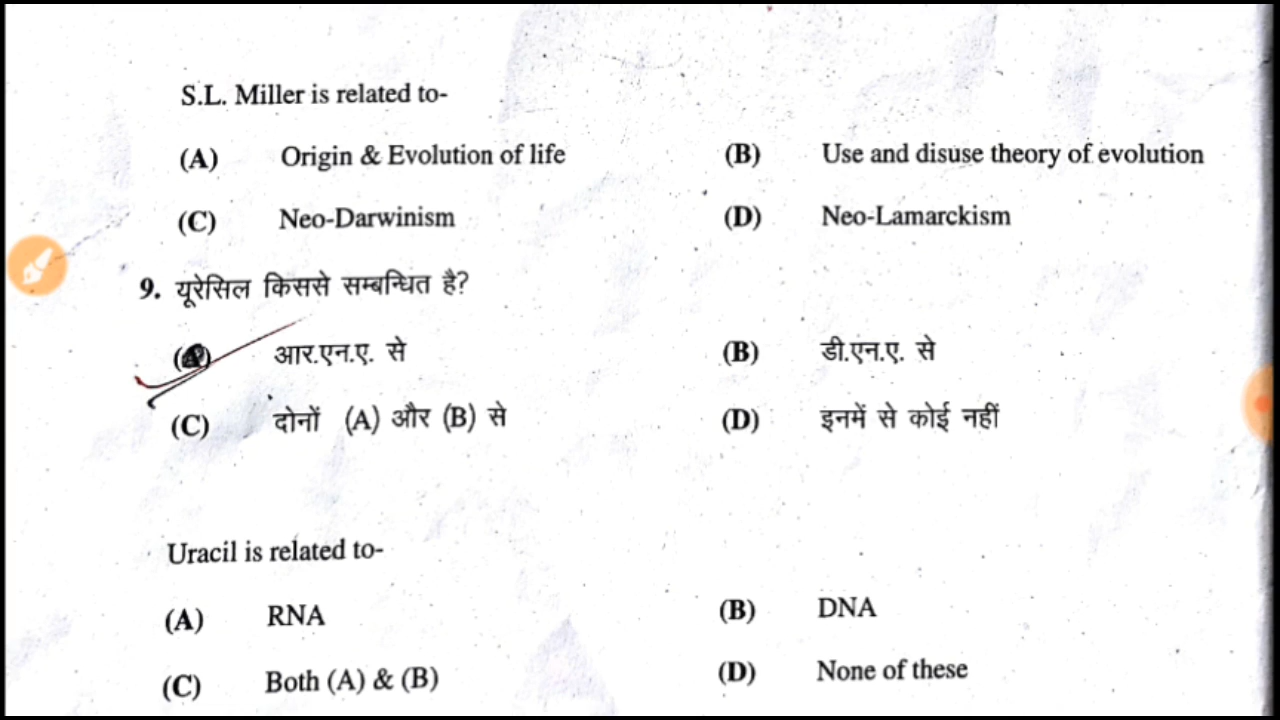 S.L. Miller is related to-
(A) Origin & Evolution of life (B) Use and disuse theory of evolution
(C) Neo-Darwinism (D) Neo-Lamarckism
9. यूरेसिल किससे सम्बन्धित है?
(A) आर.एन.ए. से (B) डी.एन.ए. से
(C) दोनों (A) और (B) से (D) इनमें से कोई नहीं
Uracil is related to-
(A) RNA (B) DNA
(C) Both (A) & (B) (D) None of these